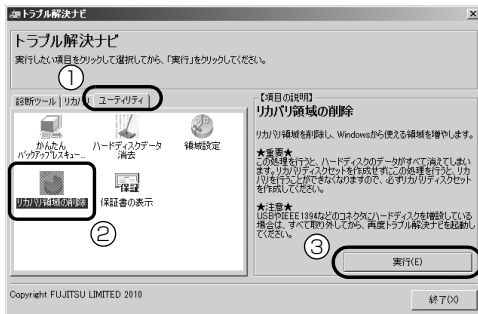 トラブル解決ナビ
トラブル解決ナビ
実行したい項目をクリックして選択してから、「実行」をクリックしてください。
①
診断ツール リカバリ ユーティリティ
かんたん
バックアップレスキュー...
ハードディスクデータ
消去
領域設定
リカバリ領域の削除
保証書の表示
②
【項目の説明】
リカバリ領域の削除
リカバリ領域を削除し、Windowsから使える領域を増やします。
★重要★
この処理を行うと、ハードディスクのデータがすべて消えてしまい
ます。リカバリディスクセットを作成せずにこの処理を行うと、リカ
バリを行うことができなくなりますので、必ずリカバリディスクセット
を作成してください。
★注意★
USBやIEEE1394などのコネクタにハードディスクを増設している
場合は、すべて取り外してから、再度トラブル解決ナビを起動し
てください。
③
実行(E)
Copyright FUJITSU LIMITED 2010
終了(X)